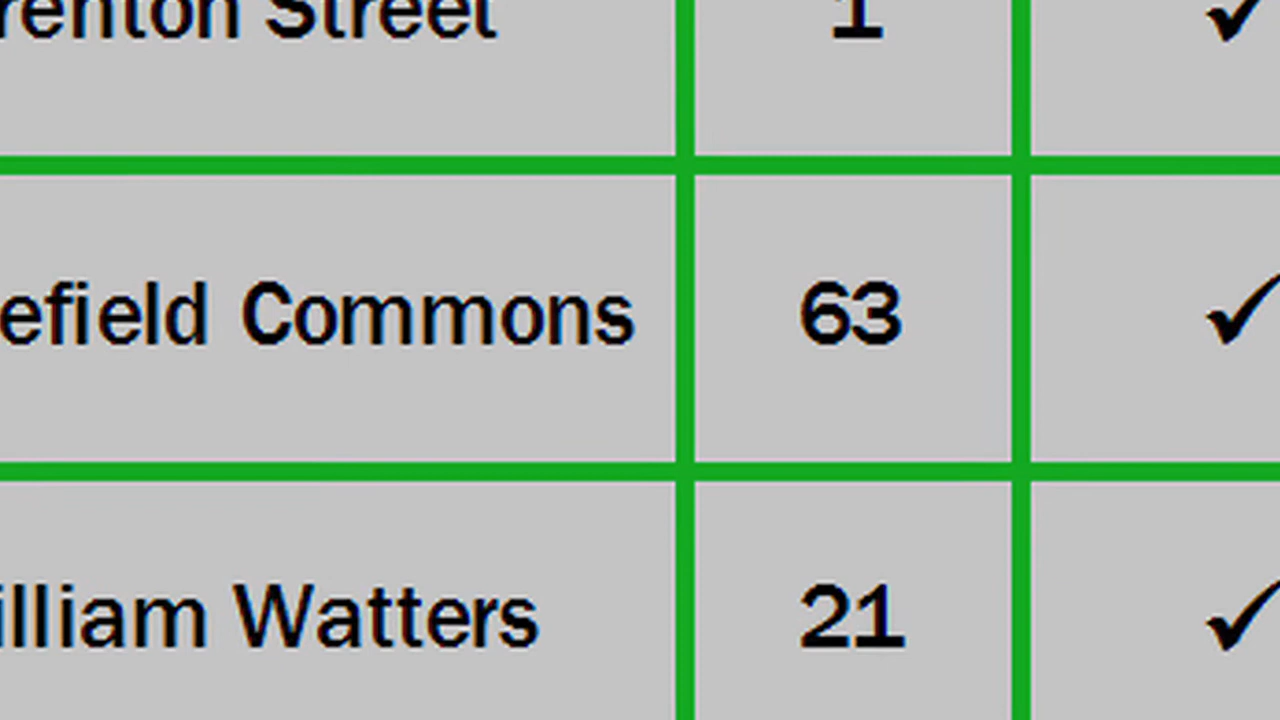 renton Street 1 ✓
efield Commons 63 ✓
illiam Watters 21 ✓